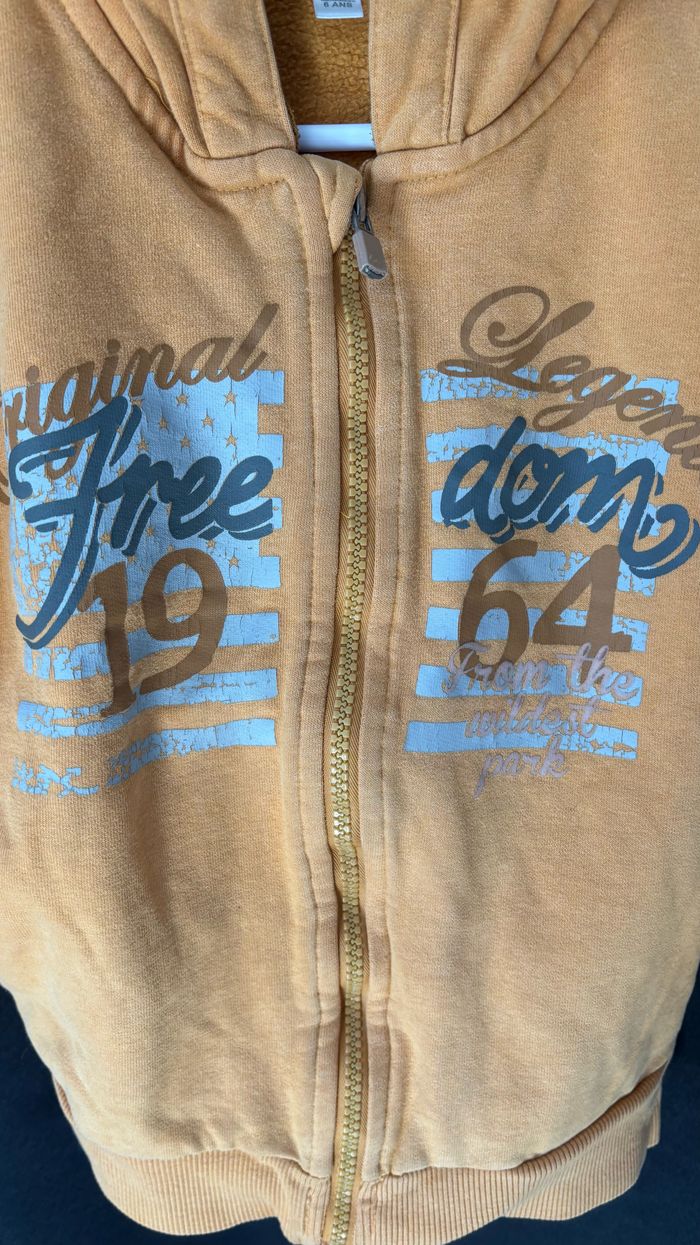 6 ANS
Original Legend
Free dom
19 64
From the
wildest
park